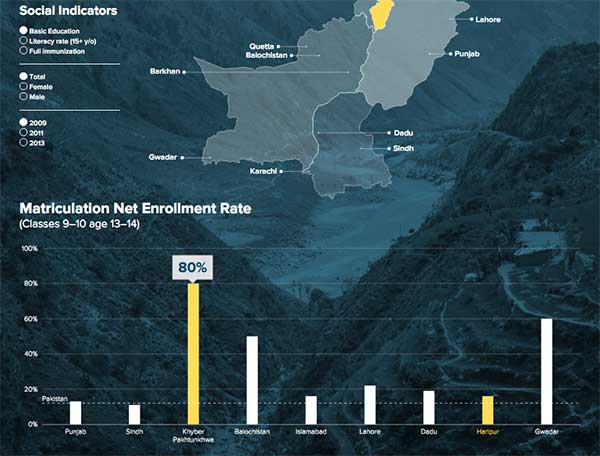 Social Indicators
Basic Education
Literacy rate (15+ y/o)
Full immunization
Total
Female
Male
2009
2011
2013
Lahore
Quetta
Balochistan
Punjab
Barkhan
Dadu
Sindh
Gwadar
Karachi
Matriculation Net Enrollment Rate
(Classes 9–10 age 13–14)
100%
80%
80%
60%
40%
20%
Pakistan
0%
Punjab
Sindh
Khyber
Pakhtunkhwa
Balochistan
Islamabad
Lahore
Dadu
Haripur
Gwadar